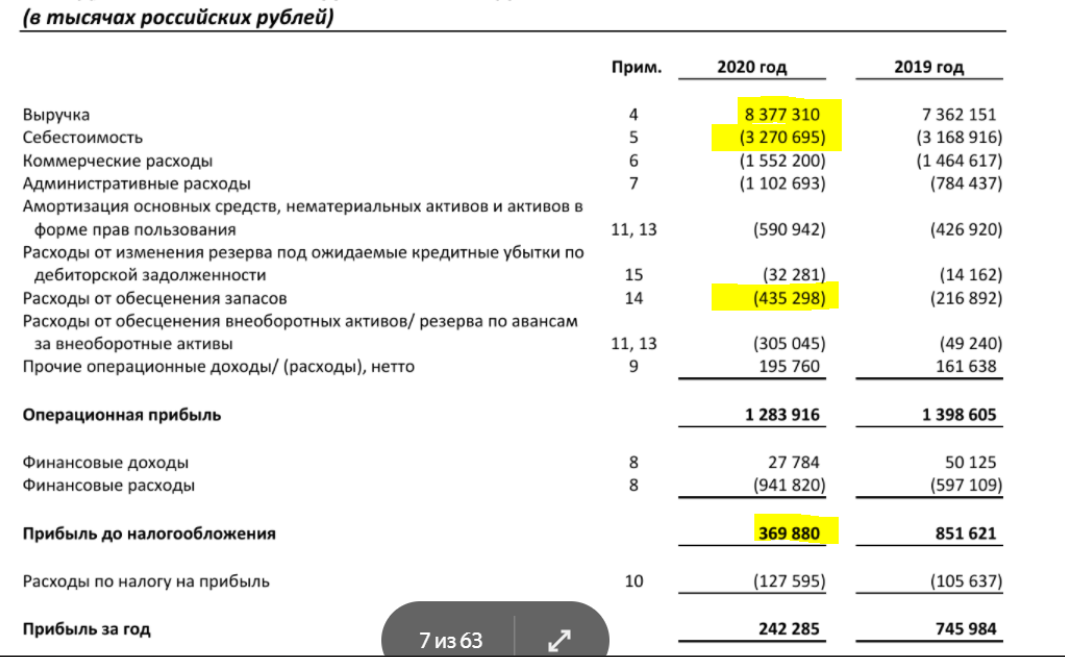 (в тысячах российских рублей)
Прим. 2020 год 2019 год
Выручка 4 8 377 310 7 362 151
Себестоимость 5 (3 270 695) (3 168 916)
Коммерческие расходы 6 (1 552 200) (1 464 617)
Административные расходы 7 (1 102 693) (784 437)
Амортизация основных средств, нематериальных активов и активов в
форме прав пользования 11, 13 (590 942) (426 920)
Расходы от изменения резерва под ожидаемые кредитные убытки по
дебиторской задолженности 15 (32 281) (14 162)
Расходы от обесценения запасов 14 (435 298) (216 892)
Расходы от обесценения внеоборотных активов/ резерва по авансам
за внеоборотные активы 11, 13 (305 045) (49 240)
Прочие операционные доходы/ (расходы), нетто 9 195 760 161 638
Операционная прибыль 1 283 916 1 398 605
Финансовые доходы 8 27 784 50 125
Финансовые расходы 8 (941 820) (597 109)
Прибыль до налогообложения 369 880 851 621
Расходы по налогу на прибыль 10 (127 595) (105 637)
Прибыль за год 242 285 745 984
7 из 63